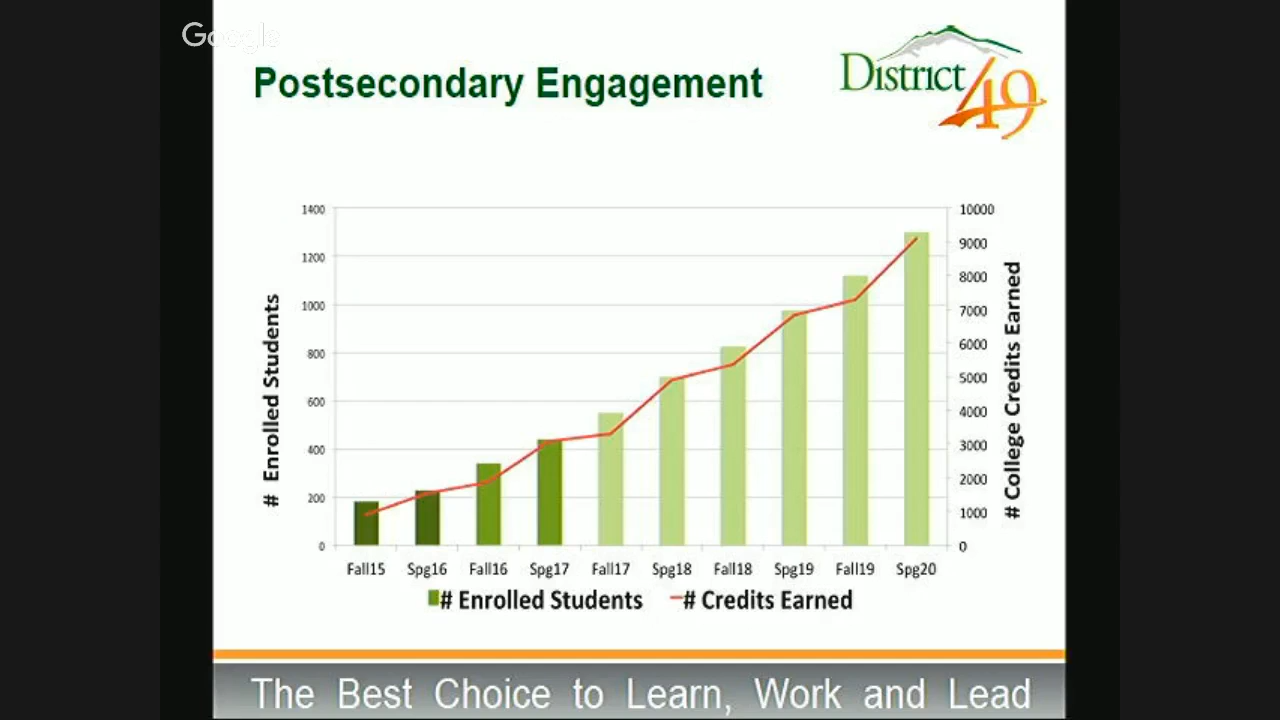 Google
Postsecondary Engagement
District
49
1400
1200
1000
800
600
400
200
0
# Enrolled Students
10000
9000
8000
7000
6000
5000
4000
3000
2000
1000
0
# College Credits Earned
Fall15 Spg16 Fall16 Spg17 Fall17 Spg18 Fall18 Spg19 Fall19 Spg20
# Enrolled Students # Credits Earned
The Best Choice to Learn, Work and Lead